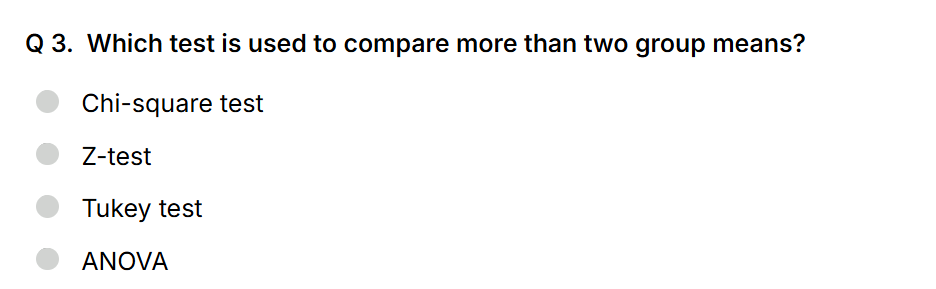 Q 3. Which test is used to compare more than two group means?
Chi-square test
Z-test
Tukey test
ANOVA